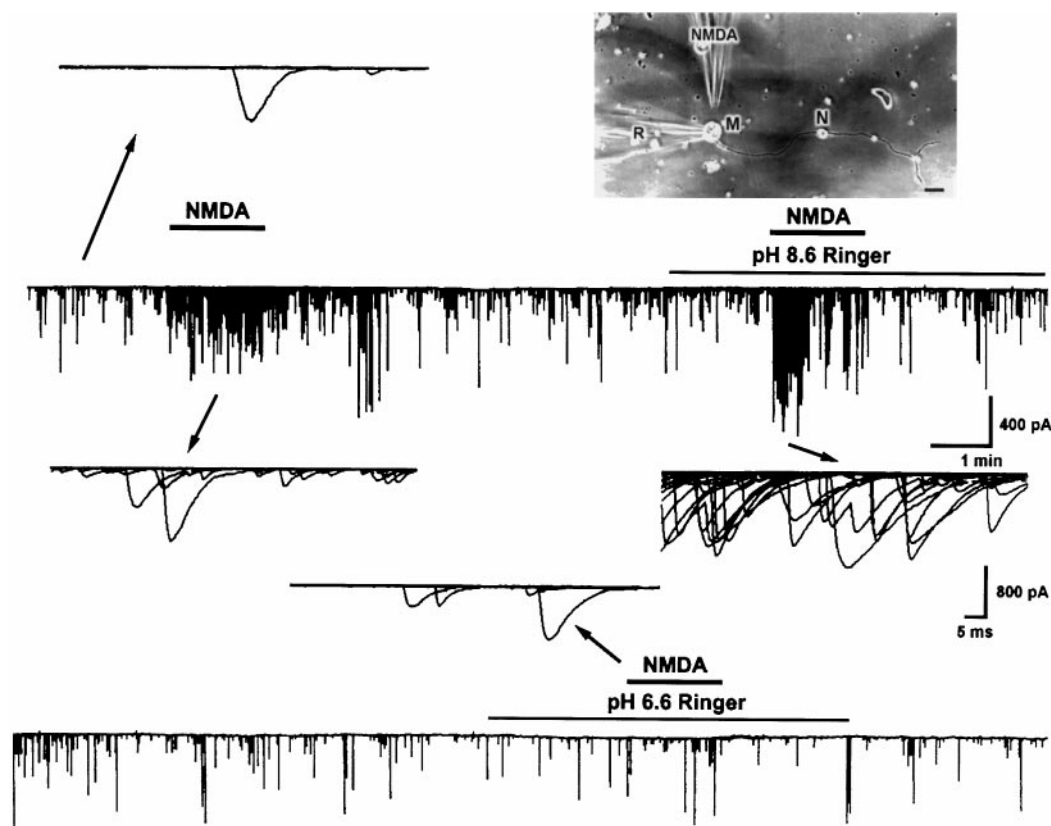 NMDA
M
N
R
NMDA
NMDA
pH 8.6 Ringer
400 pA
1 min
800 pA
5 ms
NMDA
pH 6.6 Ringer